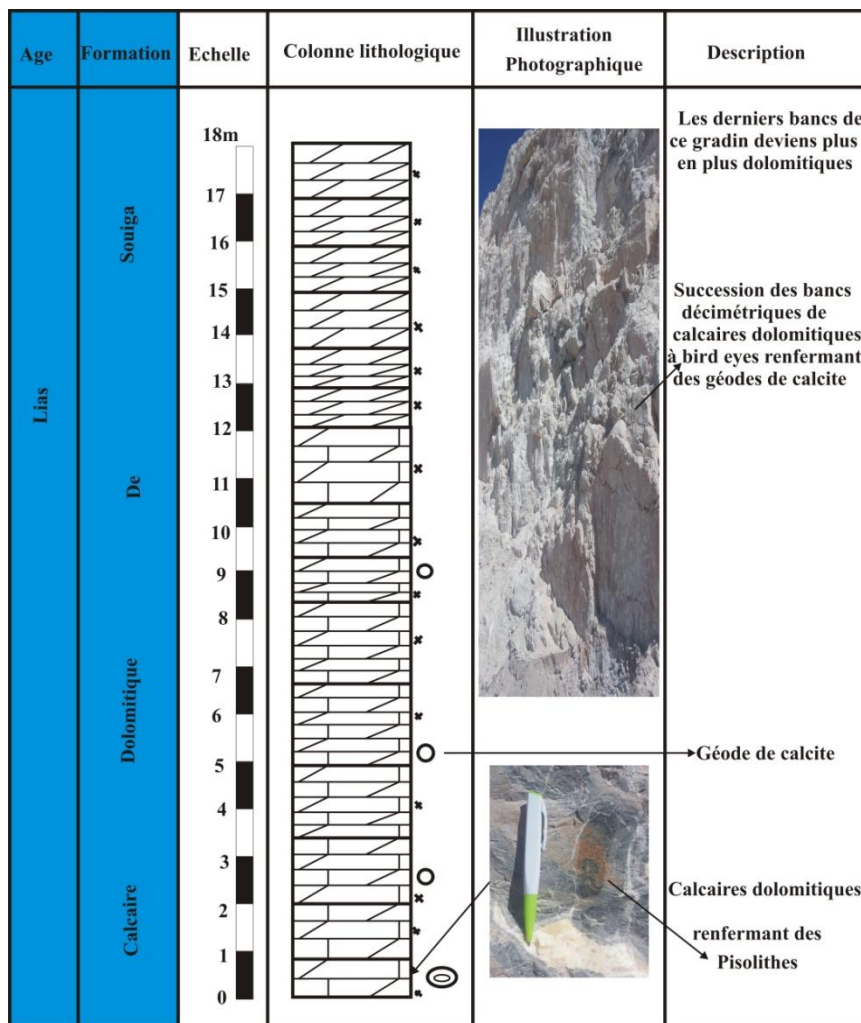 Age
Formation
Echelle
Colonne lithologique
Illustration
Photographique
Description
Lias
Souiga
De
Dolomitique
Calcaire
18m
17
16
15
14
13
12
11
10
9
8
7
6
5
4
3
2
1
0
Les derniers bancs de
ce gradin deviens plus
en plus dolomitiques
Succession des bancs
décimétriques de
calcaires dolomitiques
à bird eyes renfermant
des géodes de calcite
Géode de calcite
Calcaires dolomitiques
renfermant des
Pisolithes